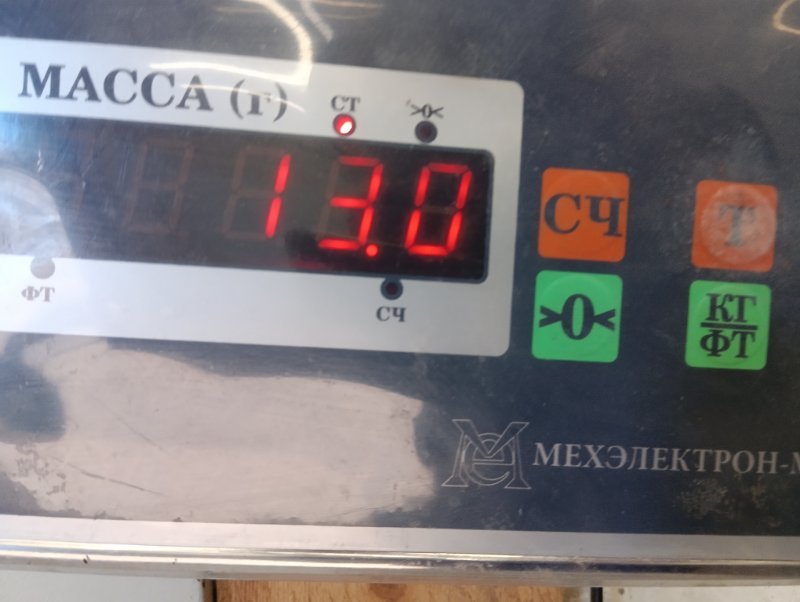 МАССА (г)
СТ
>0<
13.0
ФТ
СЧ
СЧ
Т
>0<
КГ
ФТ
МЕХЭЛЕКТРОН-М